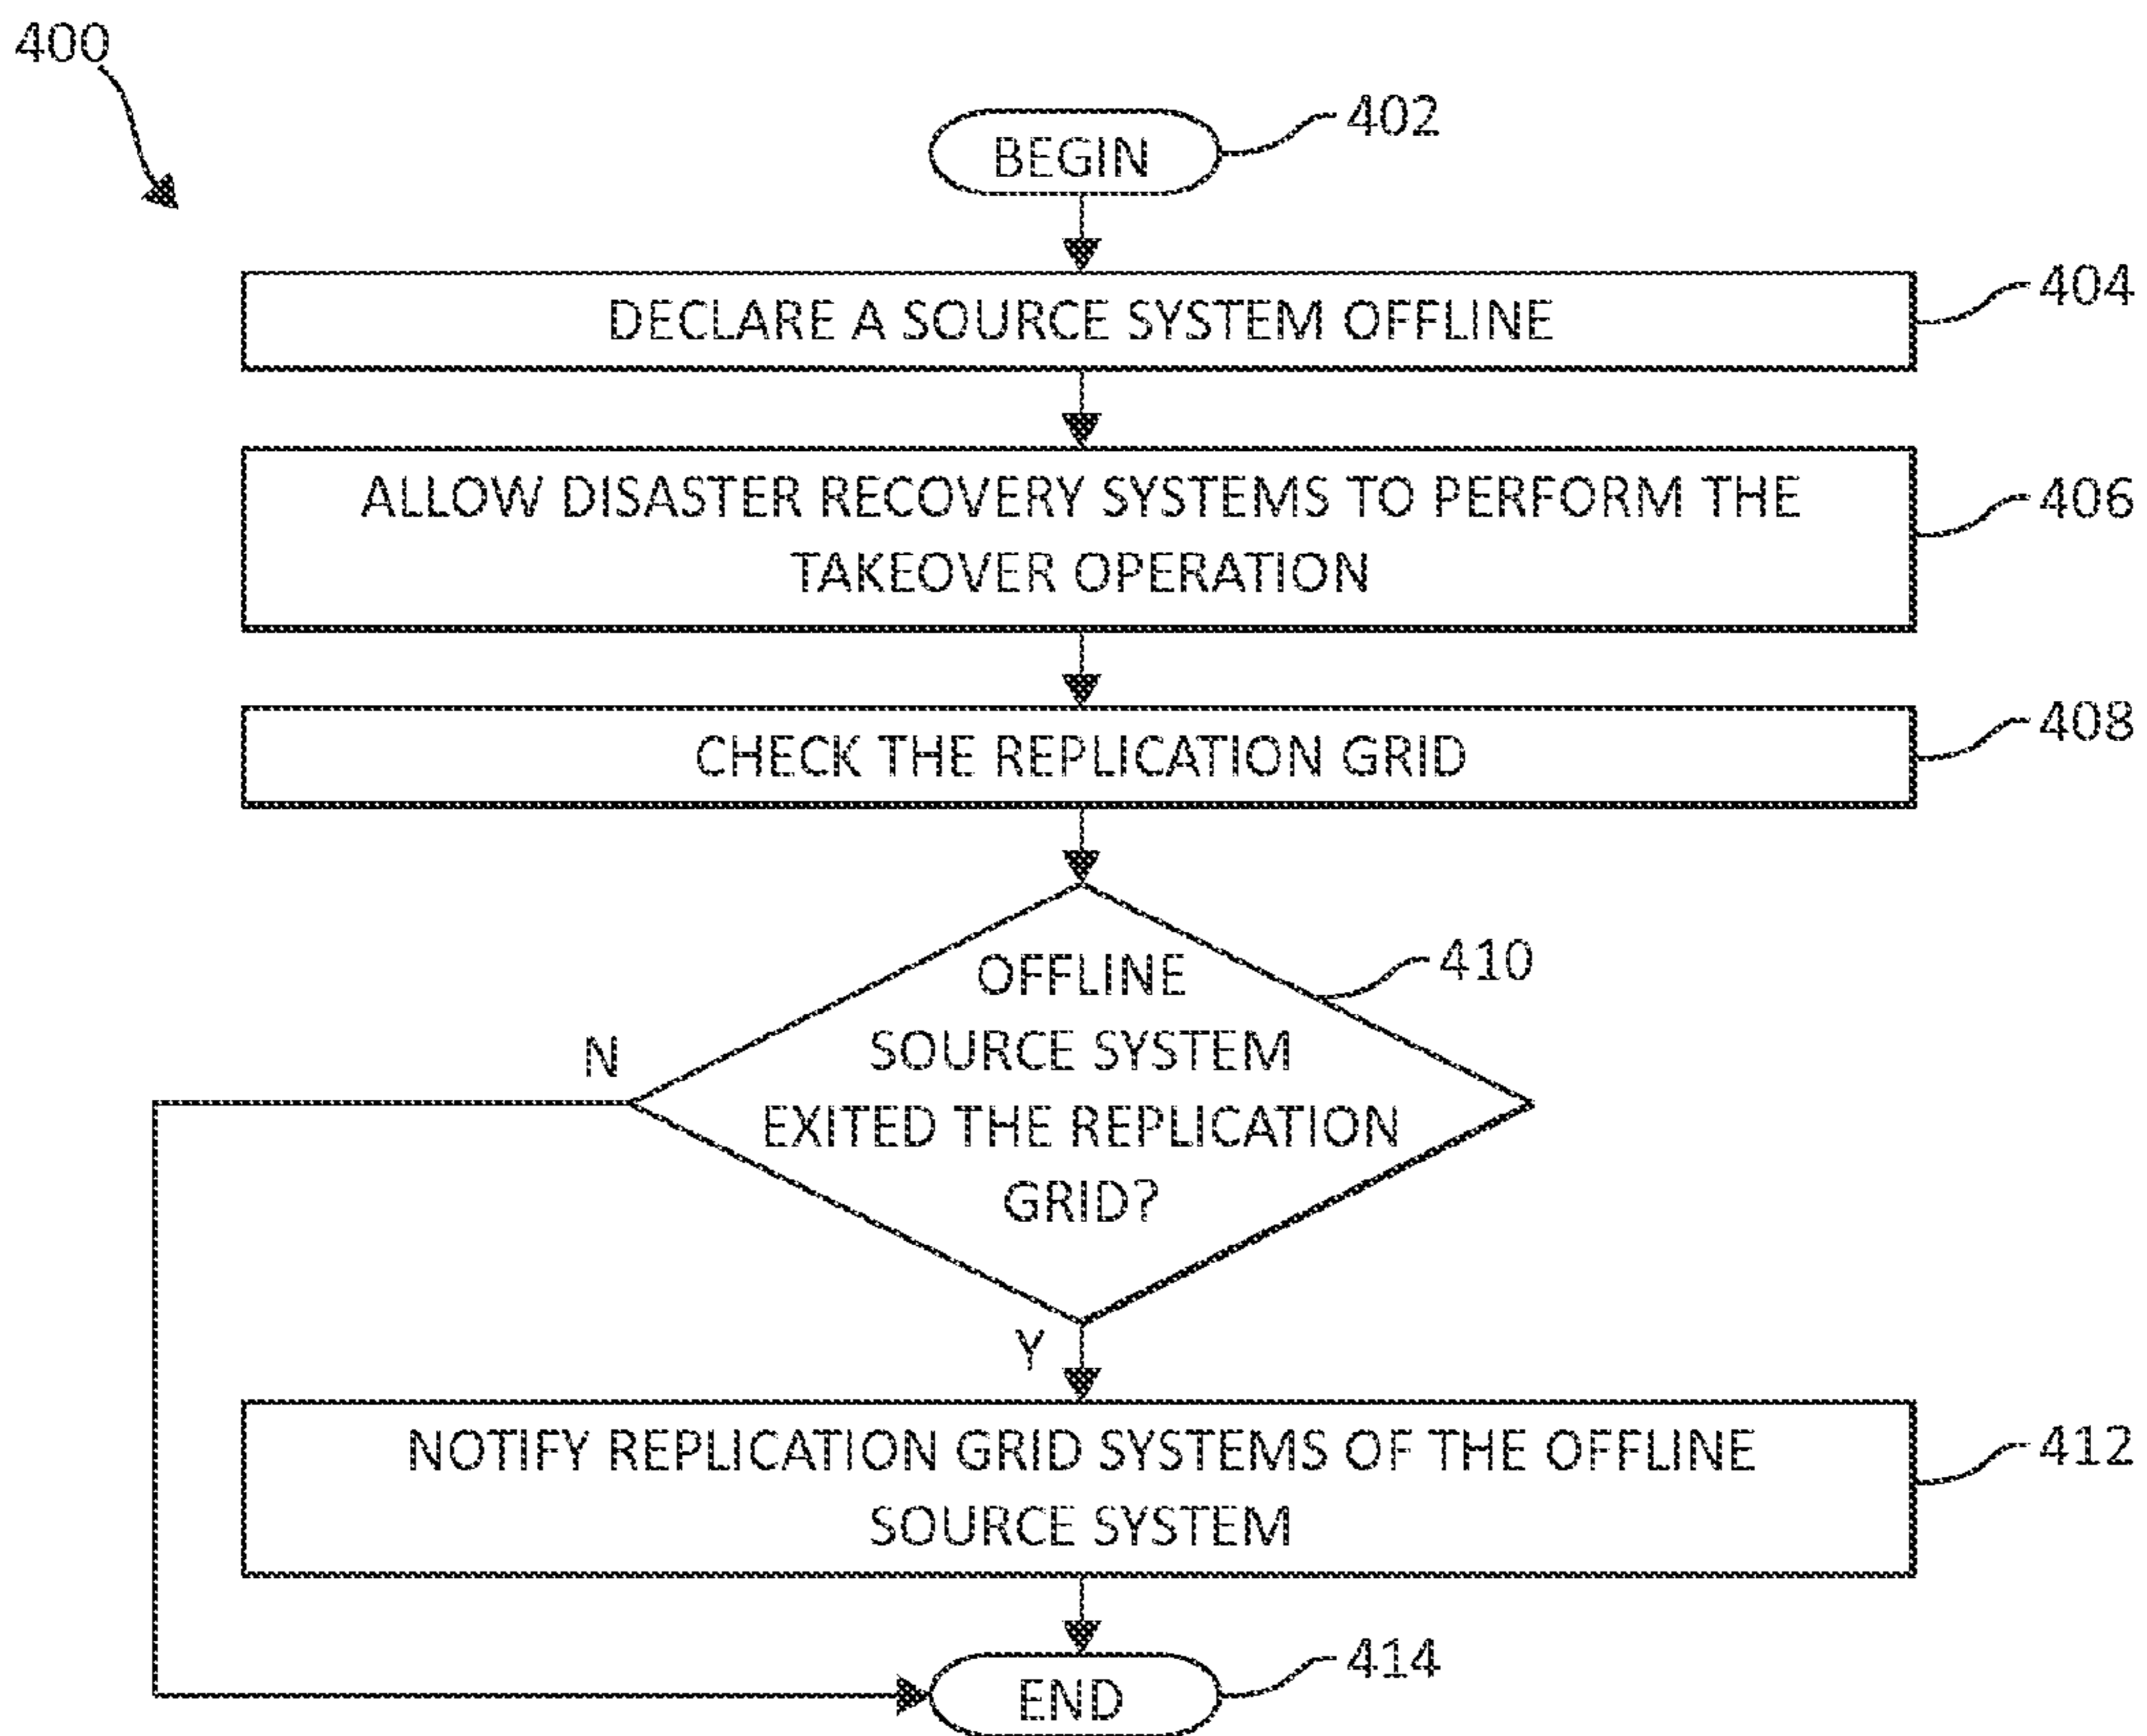 400
BEGIN
402
DECLARE A SOURCE SYSTEM OFFLINE
404
ALLOW DISASTER RECOVERY SYSTEMS TO PERFORM THE
TAKEOVER OPERATION
406
CHECK THE REPLICATION GRID
408
OFFLINE
SOURCE SYSTEM
EXITED THE REPLICATION
GRID?
410
N
Y
NOTIFY REPLICATION GRID SYSTEMS OF THE OFFLINE
SOURCE SYSTEM
412
END
414